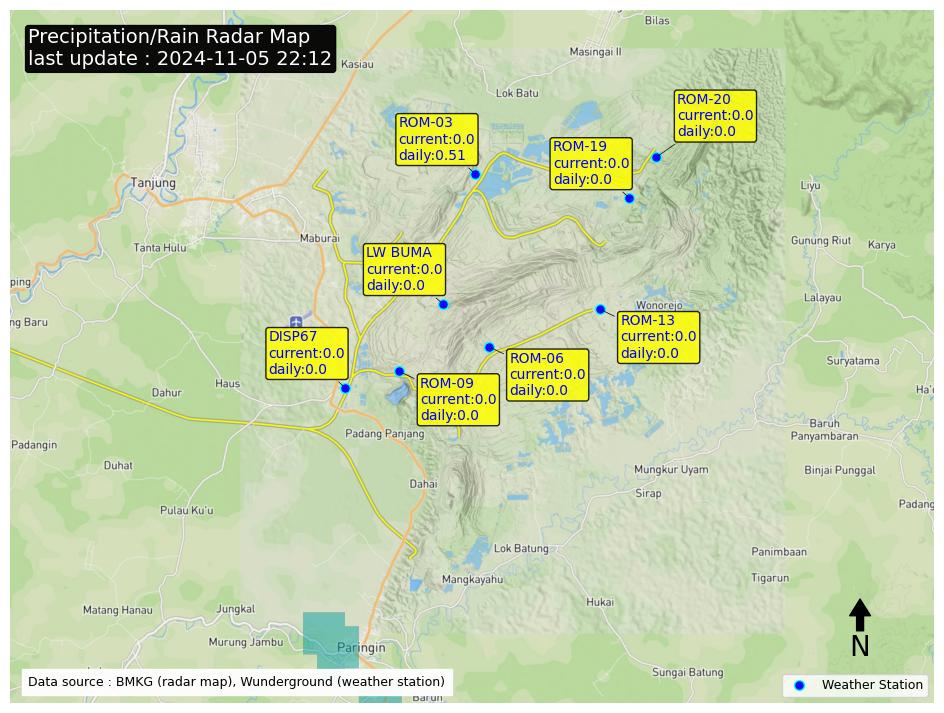 Precipitation/Rain Radar Map
last update : 2024-11-05 22:12
Bilas
Masingai II
Kasiau
Lok Batu
ROM-20
current:0.0
daily:0.0
ROM-03
current:0.0
daily:0.51
ROM-19
current:0.0
daily:0.0
Tanjung
Liyu
Maburai
Tanta Hulu
Gunung Riut
Karya
LW BUMA
current:0.0
daily:0.0
ping
Lalayau
Wonorejo
ng Baru
ROM-13
current:0.0
daily:0.0
DISP67
current:0.0
daily:0.0
ROM-06
current:0.0
daily:0.0
Suryatama
Haus
ROM-09
current:0.0
daily:0.0
Dahur
Ha'o
Baruh
Panyambaran
Padang Panjang
Padangin
Duhat
Mungkur Uyam
Binjai Punggal
Dahai
Sirap
Padang
Pulau Ku'u
Lok Batung
Panimbaan
Mangkayahu
Tigarun
Hukai
Matang Hanau
Jungkal
Murung Jambu
Paringin
N
Sungai Batung
Data source : BMKG (radar map), Wunderground (weather station)
Weather Station
Barun